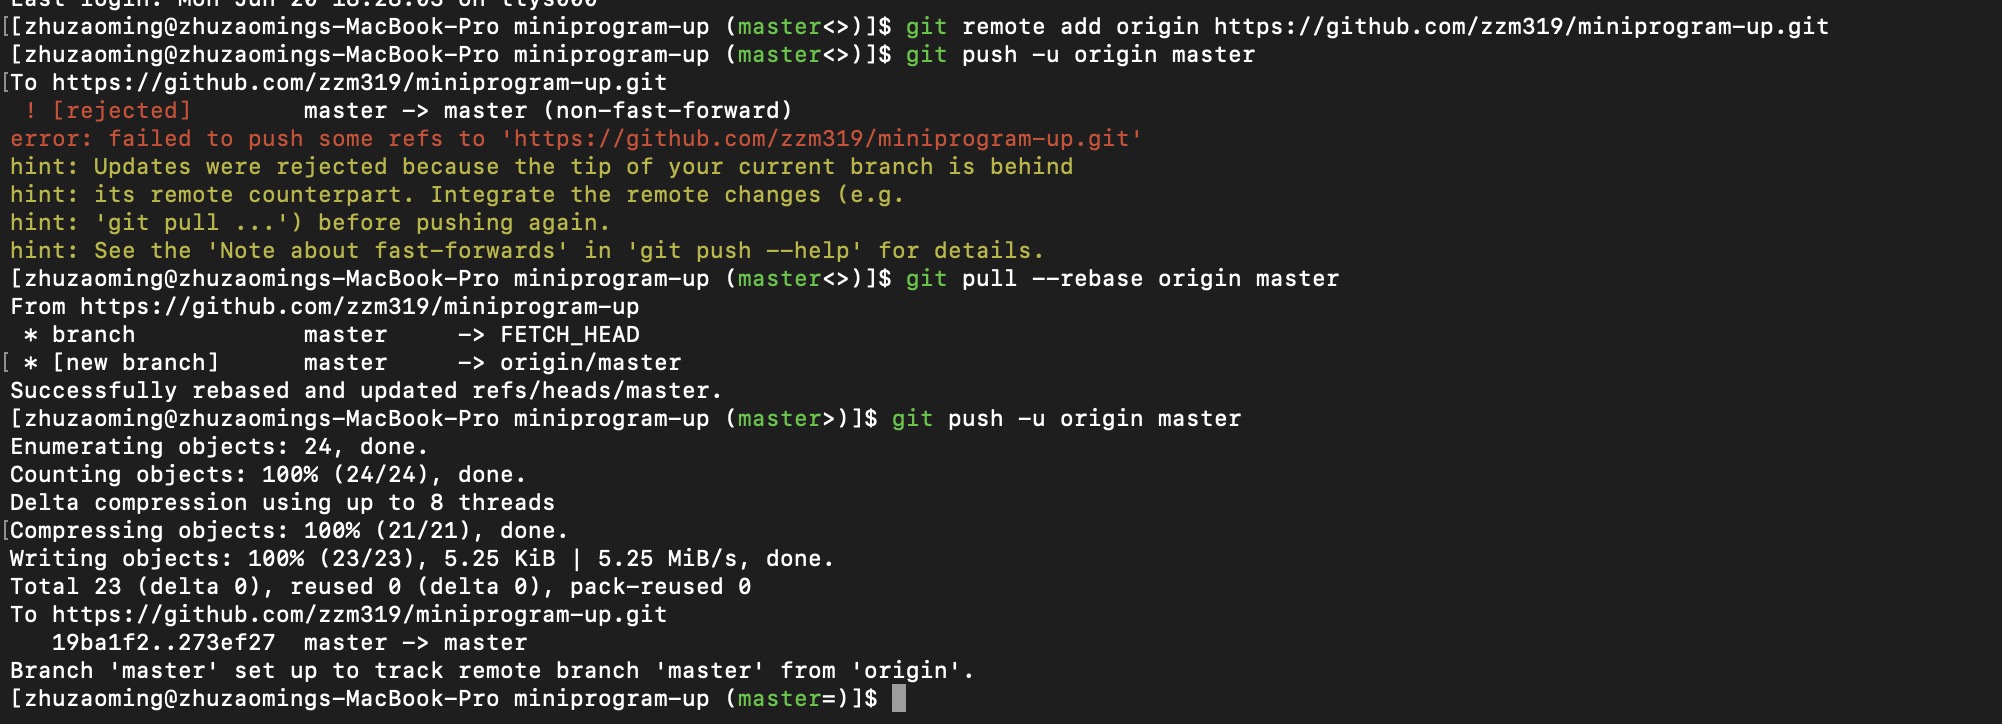 Last login: Mon Jun 20 18:28:03 on ttys000
[[zhuzaoming@zhuzaomings-MacBook-Pro miniprogram-up (master<>)]$ git remote add origin https://github.com/zzm319/miniprogram-up.git
[zhuzaoming@zhuzaomings-MacBook-Pro miniprogram-up (master<>)]$ git push -u origin master
[To https://github.com/zzm319/miniprogram-up.git
 ! [rejected]        master -> master (non-fast-forward)
error: failed to push some refs to 'https://github.com/zzm319/miniprogram-up.git'
hint: Updates were rejected because the tip of your current branch is behind
hint: its remote counterpart. Integrate the remote changes (e.g.
hint: 'git pull ...') before pushing again.
hint: See the 'Note about fast-forwards' in 'git push --help' for details.
[zhuzaoming@zhuzaomings-MacBook-Pro miniprogram-up (master<>)]$ git pull --rebase origin master
From https://github.com/zzm319/miniprogram-up
 * branch            master     -> FETCH_HEAD
[ * [new branch]      master     -> origin/master
Successfully rebased and updated refs/heads/master.
[zhuzaoming@zhuzaomings-MacBook-Pro miniprogram-up (master>)]$ git push -u origin master
Enumerating objects: 24, done.
Counting objects: 100% (24/24), done.
Delta compression using up to 8 threads
[Compressing objects: 100% (21/21), done.
Writing objects: 100% (23/23), 5.25 KiB | 5.25 MiB/s, done.
Total 23 (delta 0), reused 0 (delta 0), pack-reused 0
To https://github.com/zzm319/miniprogram-up.git
   19ba1f2..273ef27  master -> master
Branch 'master' set up to track remote branch 'master' from 'origin'.
[zhuzaoming@zhuzaomings-MacBook-Pro miniprogram-up (master=)]$